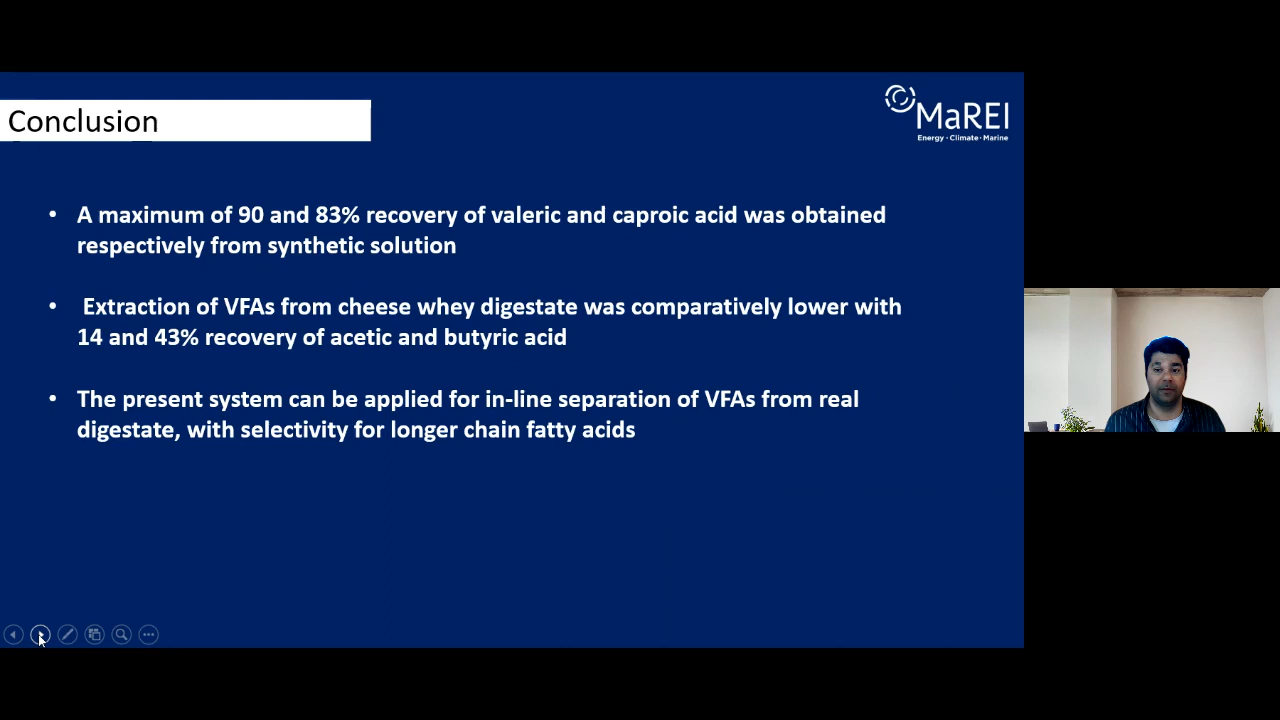 Conclusion
MaREI
Energy · Climate · Marine
• A maximum of 90 and 83% recovery of valeric and caproic acid was obtained
respectively from synthetic solution
• Extraction of VFAs from cheese whey digestate was comparatively lower with
14 and 43% recovery of acetic and butyric acid
• The present system can be applied for in-line separation of VFAs from real
digestate, with selectivity for longer chain fatty acids